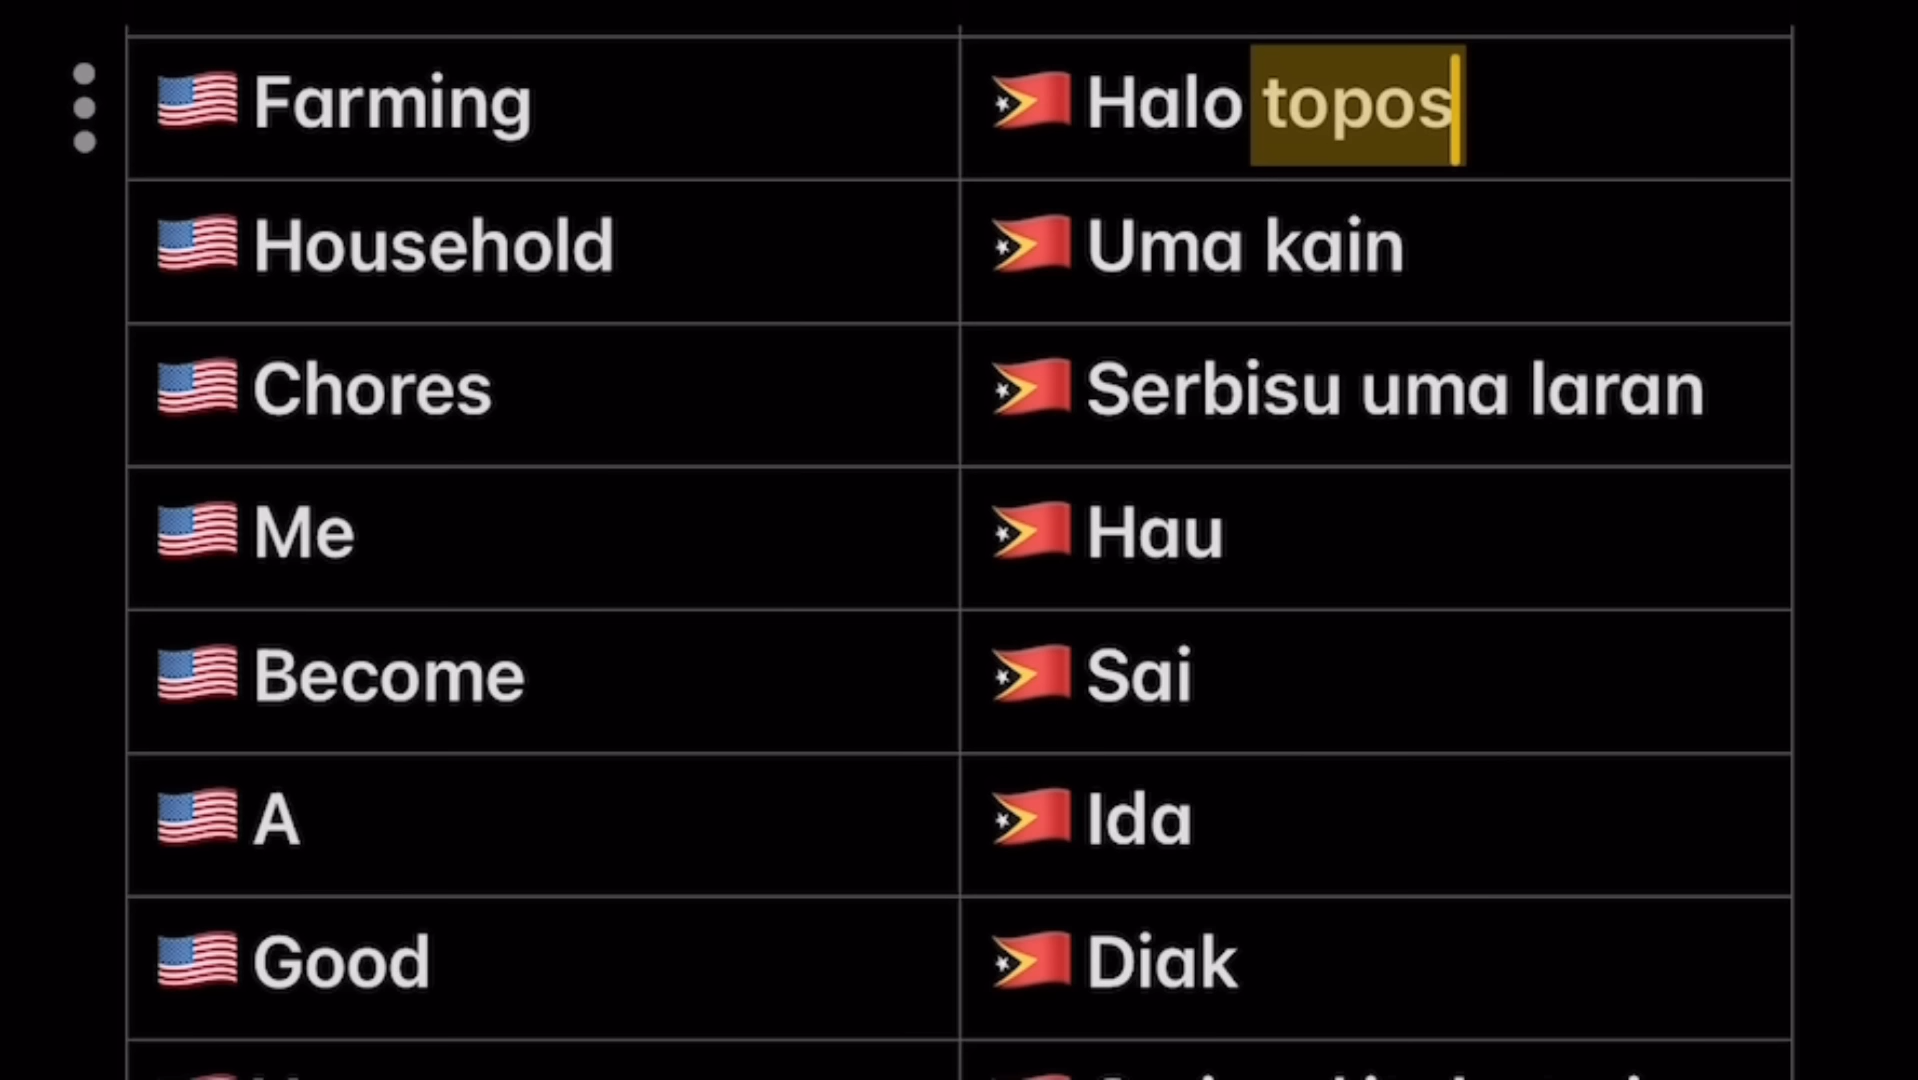 Farming
Halo topos
Household
Uma kain
Chores
Serbisu uma laran
Me
Hau
Become
Sai
A
Ida
Good
Diak